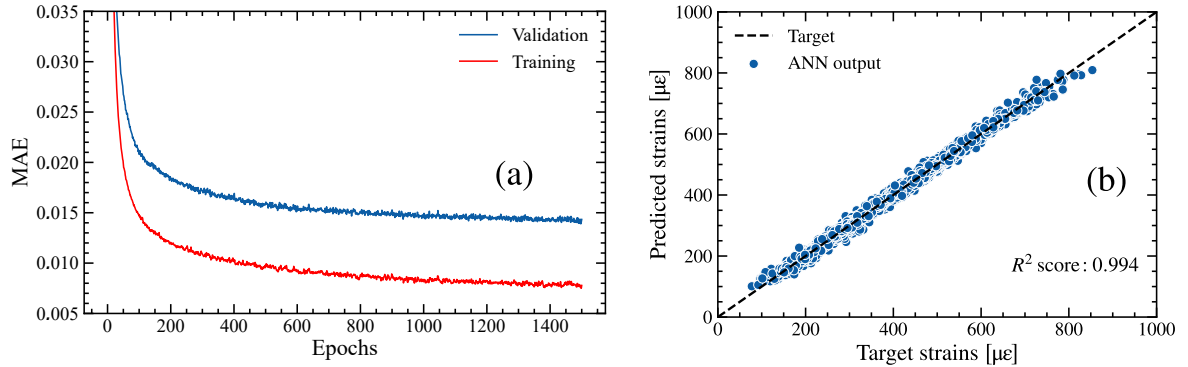 0.035
0.030
0.025
0.020
0.015
0.010
0.005
MAE
Validation
Training
(a)
0 200 400 600 800 1000 1200 1400
Epochs
1000
800
600
400
200
0
Predicted strains [με]
Target
ANN output
(b)
R² score : 0.994
0 200 400 600 800 1000
Target strains [με]